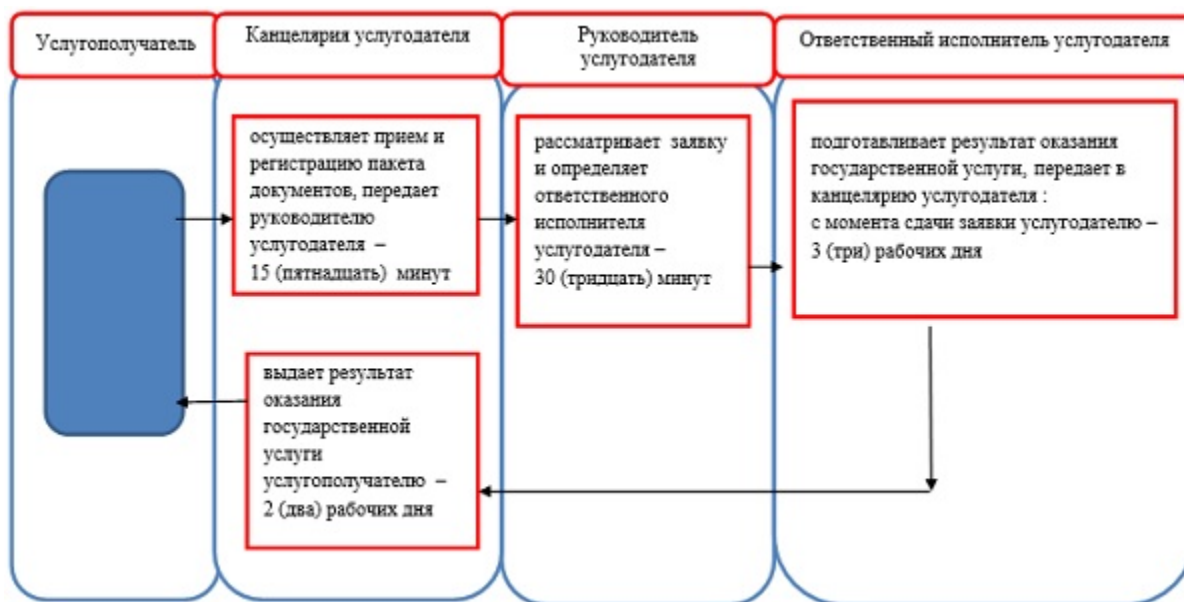 Услугополучатель
Канцелярия услугодателя
Руководитель
услугодателя
Ответственный исполнитель услугодателя
осуществляет прием и
регистрацию пакета
документов, передает
руководителю
услугодателя –
15 (пятнадцать) минут
рассматривает заявку
и определяет
ответственного
исполнителя
услугодателя –
30 (тридцать) минут
подготавливает результат оказания
государственной услуги, передает в
канцелярию услугодателя :
с момента сдачи заявки услугодателю –
3 (три) рабочих дня
выдает результат
оказания
государственной
услуги
услугополучателю –
2 (два) рабочих дня